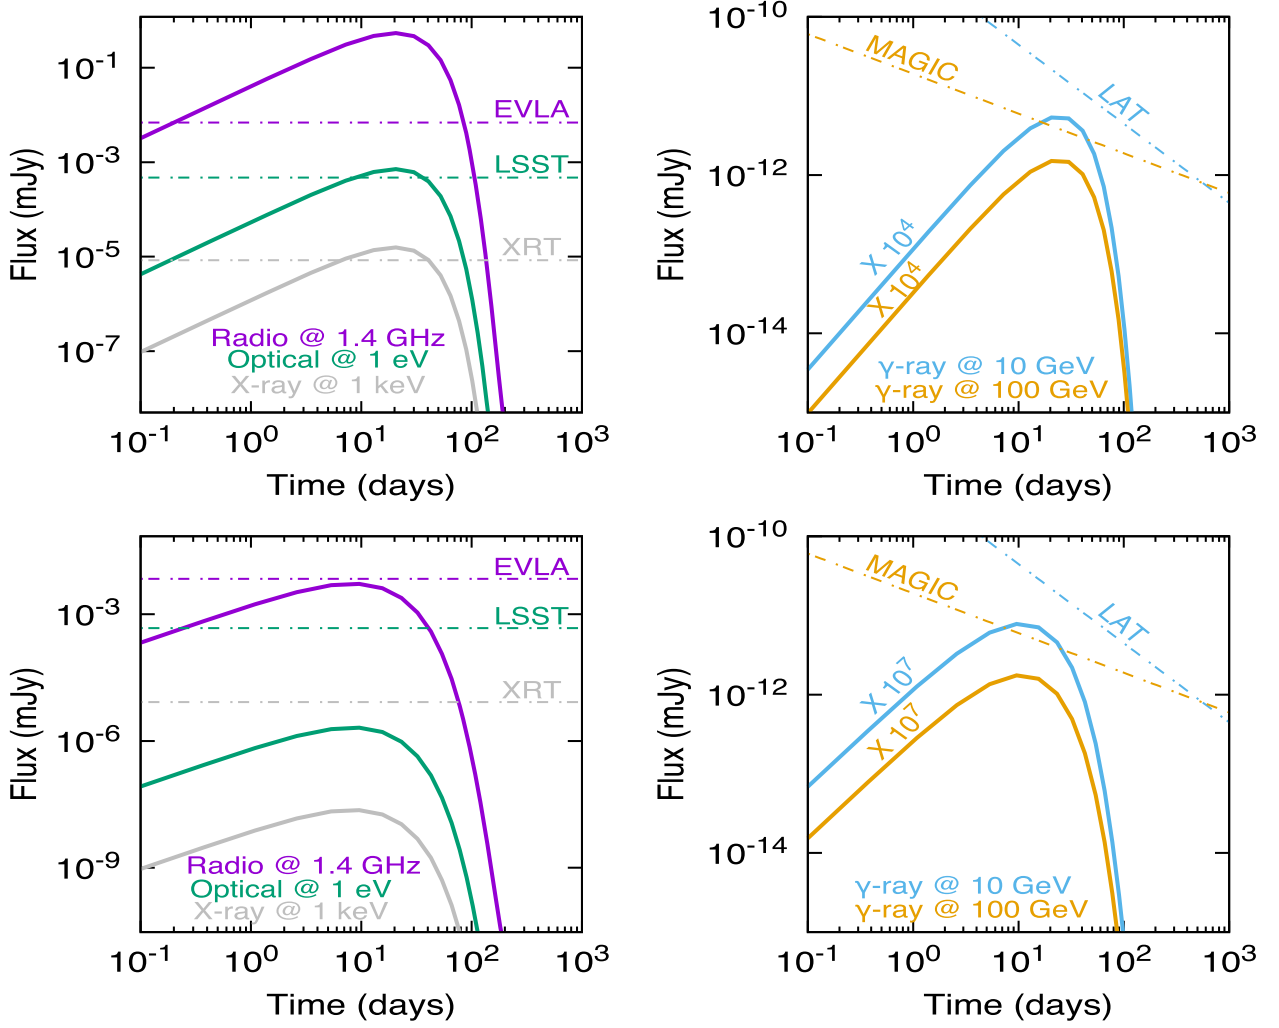 10⁻¹
10⁻³
10⁻⁵
10⁻⁷
Flux (mJy)
EVLA
LSST
XRT
Radio @ 1.4 GHz
Optical @ 1 eV
X-ray @ 1 keV
10⁻¹ 10⁰ 10¹ 10² 10³
Time (days)
10⁻¹⁰
10⁻¹²
10⁻¹⁴
Flux (mJy)
MAGIC
LAT
X 10⁴
X 10⁴
γ-ray @ 10 GeV
γ-ray @ 100 GeV
10⁻¹ 10⁰ 10¹ 10² 10³
Time (days)
10⁻³
10⁻⁶
10⁻⁹
Flux (mJy)
EVLA
LSST
XRT
Radio @ 1.4 GHz
Optical @ 1 eV
X-ray @ 1 keV
10⁻¹ 10⁰ 10¹ 10² 10³
Time (days)
10⁻¹⁰
10⁻¹²
10⁻¹⁴
Flux (mJy)
MAGIC
LAT
X 10⁷
X 10⁷
γ-ray @ 10 GeV
γ-ray @ 100 GeV
10⁻¹ 10⁰ 10¹ 10² 10³
Time (days)